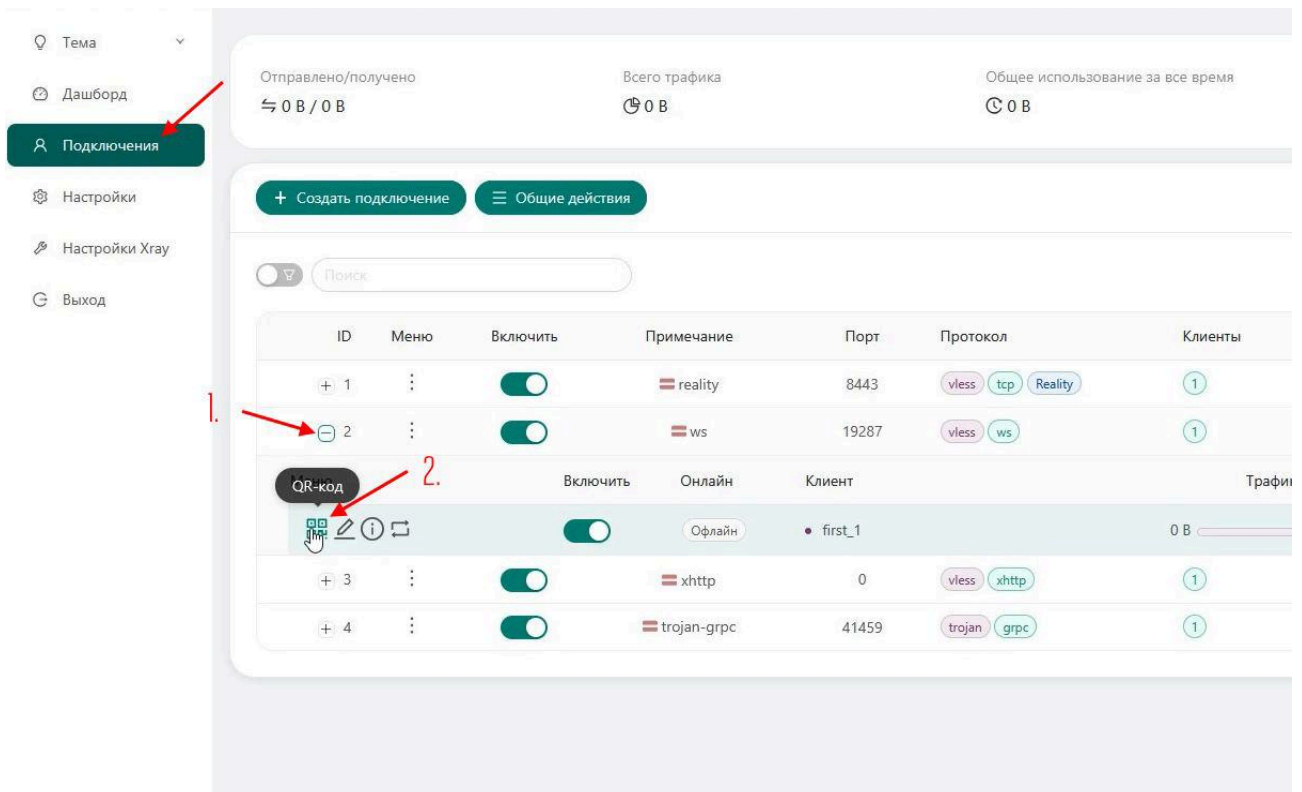 Тема
Дашборд
Подключения
Настройки
Настройки Xray
Выход
Отправлено/получено Всего трафика Общее использование за все время
0 B / 0 B 0 B 0 B
+ Создать подключение Общие действия
Поиск
ID Меню Включить Примечание Порт Протокол Клиенты
1 reality 8443 vless tcp Reality 1
1.
2 ws 19287 vless ws 1
QR-код 2. Включить Онлайн Клиент Трафик
Офлайн first_1 0 B
3 xhttp 0 vless xhttp 1
4 trojan-grpc 41459 trojan grpc 1